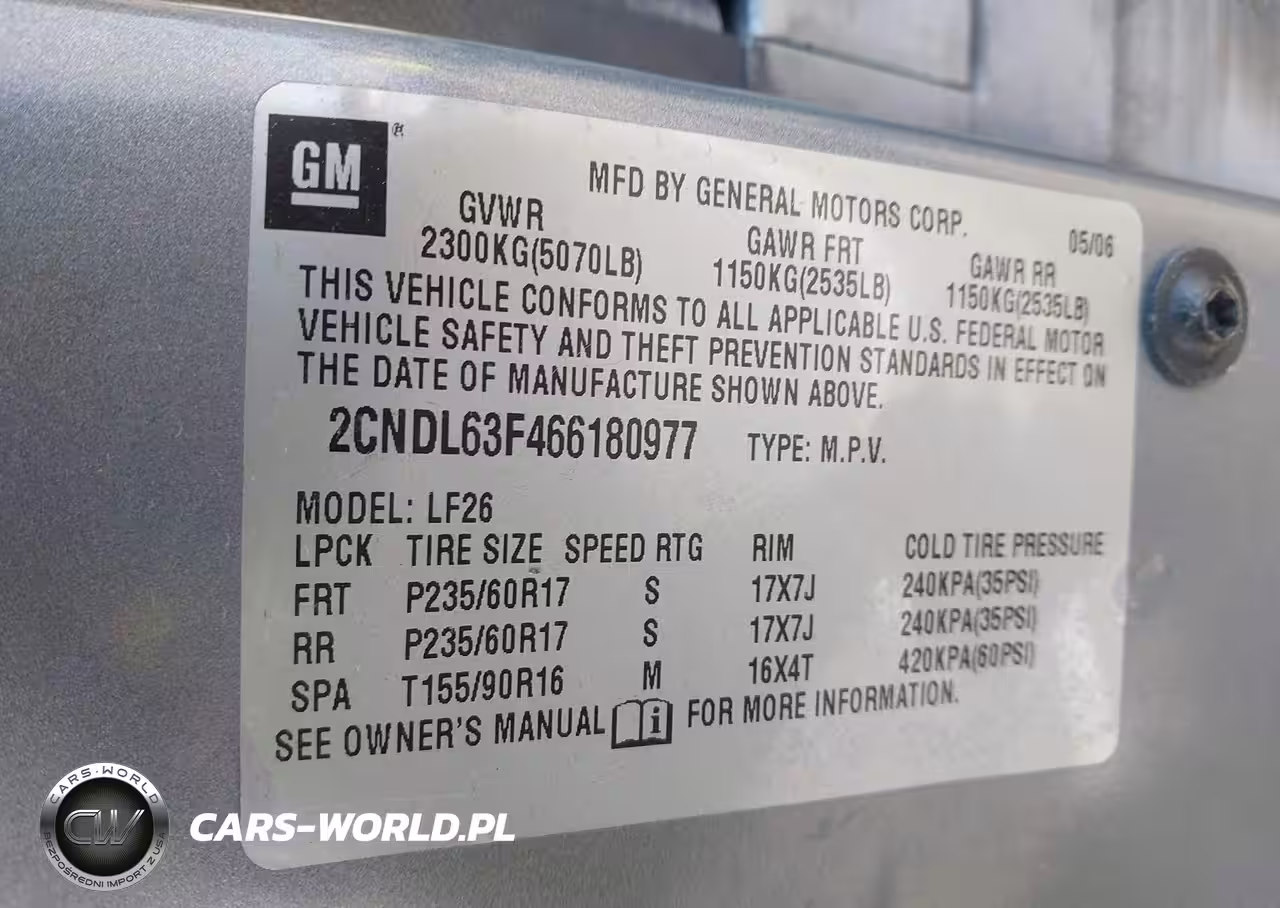 GM®
MFD BY GENERAL MOTORS CORP.
05/06
GVWR GAWR FRT GAWR RR
2300KG(5070LB) 1150KG(2535LB) 1150KG(2535LB)
THIS VEHICLE CONFORMS TO ALL APPLICABLE U.S. FEDERAL MOTOR
VEHICLE SAFETY AND THEFT PREVENTION STANDARDS IN EFFECT ON
THE DATE OF MANUFACTURE SHOWN ABOVE.
2CNDL63F466180977 TYPE: M.P.V.
MODEL: LF26
LPCK TIRE SIZE SPEED RTG RIM COLD TIRE PRESSURE
FRT P235/60R17 S 17X7J 240KPA(35PSI)
RR P235/60R17 S 17X7J 240KPA(35PSI)
SPA T155/90R16 M 16X4T 420KPA(60PSI)
SEE OWNER'S MANUAL i FOR MORE INFORMATION.
CARS-WORLD
CW
BEZPOŚREDNI IMPORT Z USA
CARS-WORLD.PL